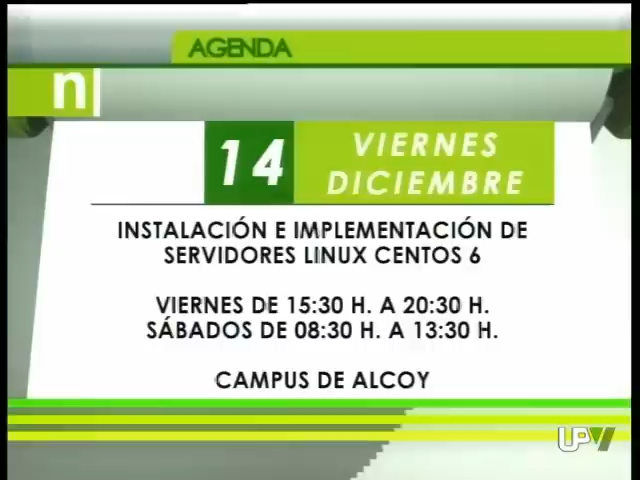 AGENDA
n
14
VIERNES
DICIEMBRE
INSTALACIÓN E IMPLEMENTACIÓN DE
SERVIDORES LINUX CENTOS 6
VIERNES DE 15:30 H. A 20:30 H.
SÁBADOS DE 08:30 H. A 13:30 H.
CAMPUS DE ALCOY
UPV